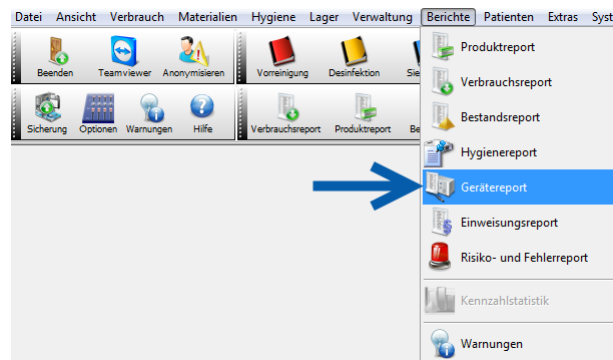 Datei Ansicht Verbrauch Materialien Hygiene Lager Verwaltung Berichte Patienten Extras
Beenden Teamviewer Anonymisieren Vorreinigung Desinfektion
Sicherung Optionen Warnungen Hilfe Verbrauchsreport Produktreport
Produktreport
Verbrauchsreport
Bestandsreport
Hygienereport
Gerätereport
Einweisungsreport
Risiko- und Fehlerreport
Kennzahlstatistik
Warnungen